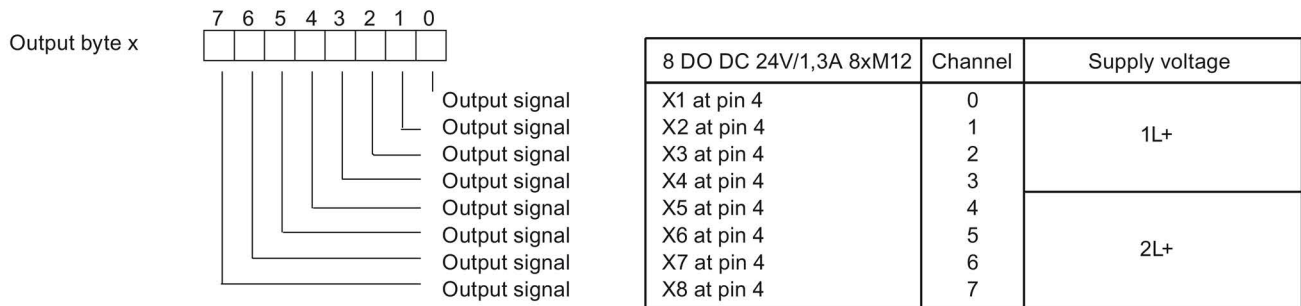 7 6 5 4 3 2 1 0
Output byte x
8 DO DC 24V/1,3A 8xM12 Channel Supply voltage
Output signal X1 at pin 4 0
Output signal X2 at pin 4 1
1L+
Output signal X3 at pin 4 2
Output signal X4 at pin 4 3
Output signal X5 at pin 4 4
Output signal X6 at pin 4 5
2L+
Output signal X7 at pin 4 6
Output signal X8 at pin 4 7